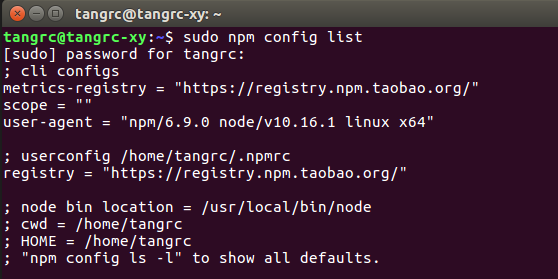 tangrc@tangrc-xy: ~
tangrc@tangrc-xy:~$ sudo npm config list
[sudo] password for tangrc:
; cli configs
metrics-registry = "https://registry.npm.taobao.org/"
scope = ""
user-agent = "npm/6.9.0 node/v10.16.1 linux x64"
; userconfig /home/tangrc/.npmrc
registry = "https://registry.npm.taobao.org/"
; node bin location = /usr/local/bin/node
; cwd = /home/tangrc
; HOME = /home/tangrc
; "npm config ls -l" to show all defaults.